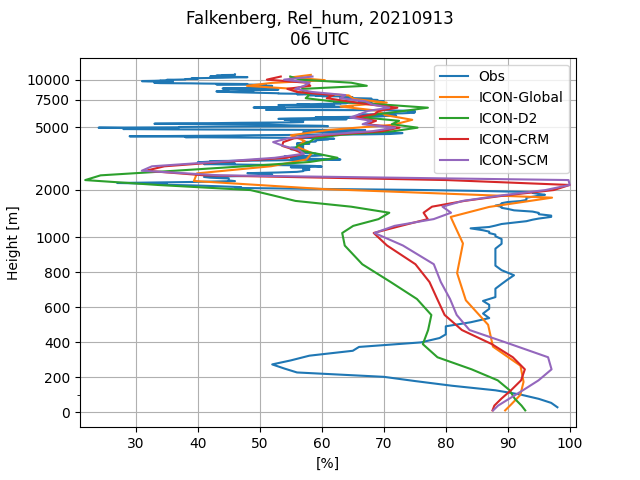 Falkenberg, Rel_hum, 20210913
06 UTC
Obs
ICON-Global
ICON-D2
ICON-CRM
ICON-SCM
Height [m]
10000
7500
5000
2000
1000
800
600
400
200
0
30 40 50 60 70 80 90 100
[%]